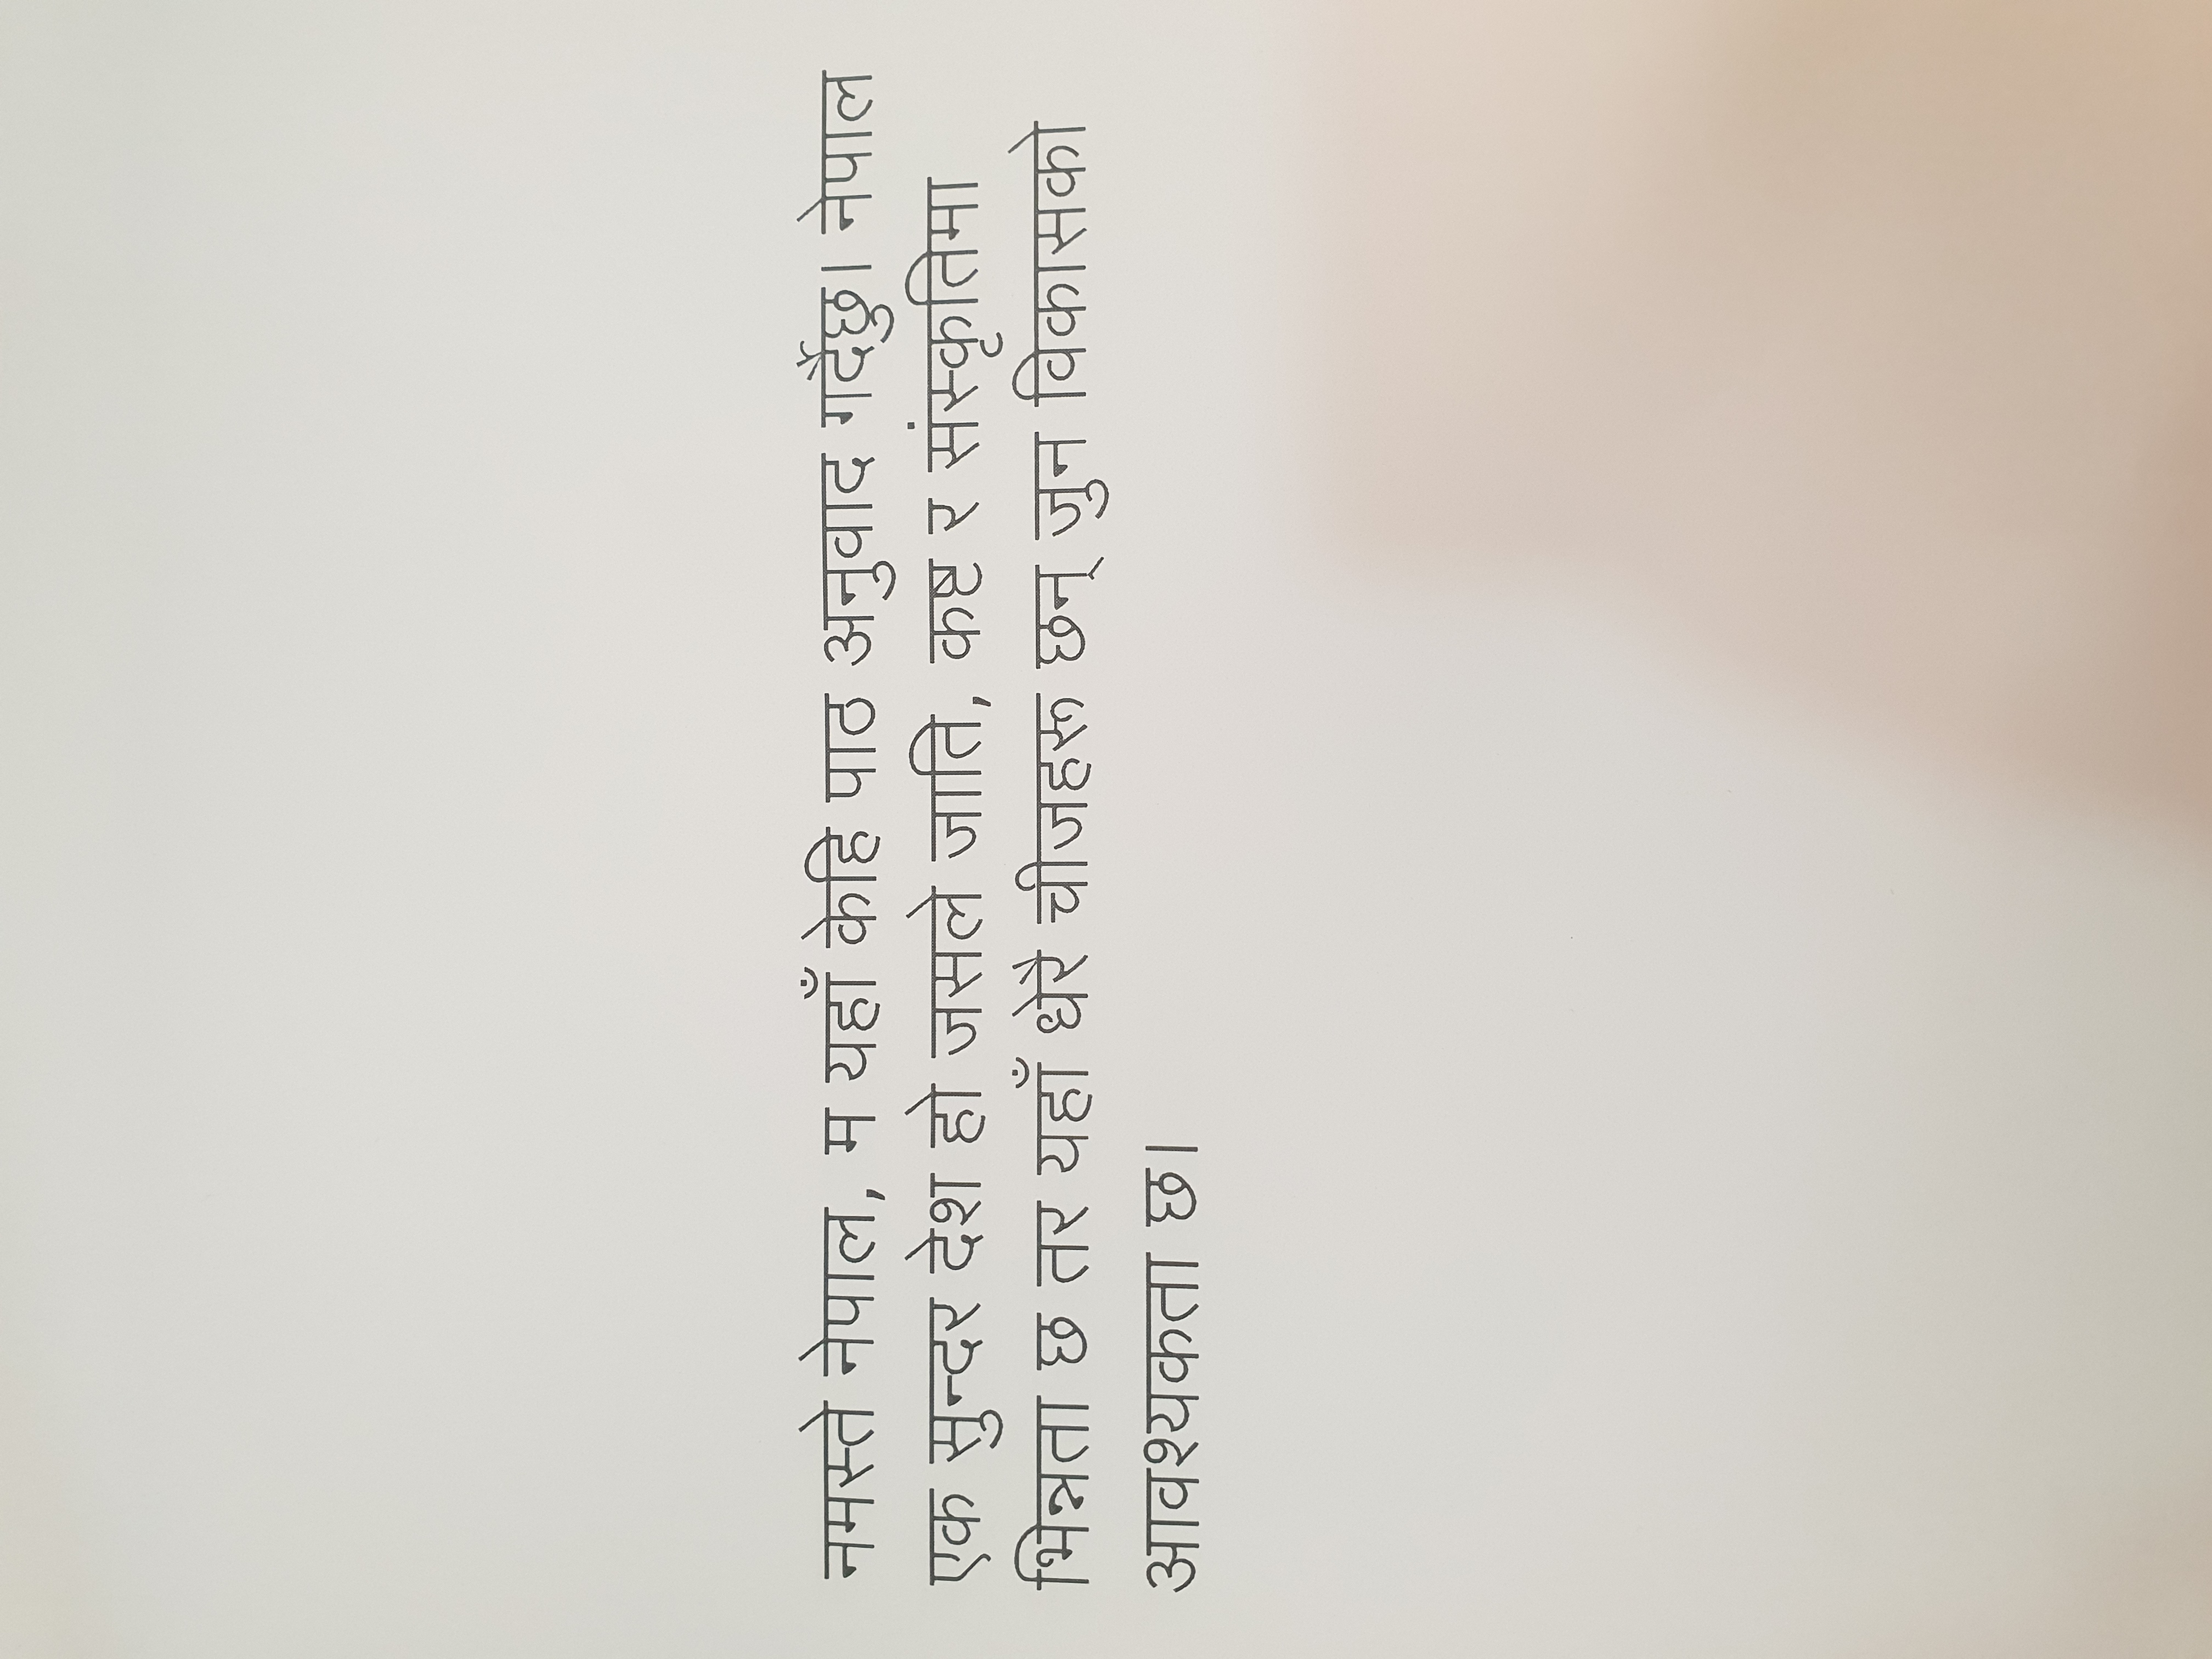 नमस्ते नेपाल, म यहाँ केहि पाठ अनुवाद गर्दैछु। नेपाल
एक सुन्दर देश हो जसले जाति, कष्ट र संस्कृतिमा
भिन्नता छ तर यहाँ धेरै चीजहरू छन् जुन विकासको
आवश्यकता छ।